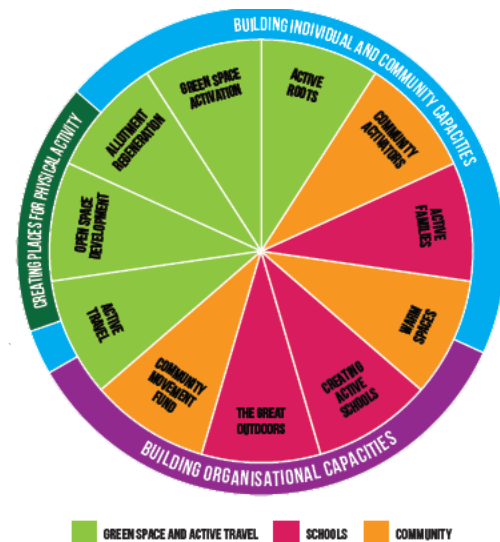 BUILDING INDIVIDUAL AND COMMUNITY CAPACITIES
CREATING PLACES FOR PHYSICAL ACTIVITY
GREEN SPACE
ACTIVATION
ACTIVE
ROOTS
COMMUNITY
ACTIVATORS
ACTIVE
FAMILIES
WARM
SPACES
CREATING
ACTIVE
SCHOOLS
THE GREAT
OUTDOORS
COMMUNITY
MOVEMENT
FUND
ACTIVE
TRAVEL
OPEN SPACE
DEVELOPMENT
ALLOTMENT
REGENERATION
BUILDING ORGANISATIONAL CAPACITIES
GREEN SPACE AND ACTIVE TRAVEL
SCHOOLS
COMMUNITY